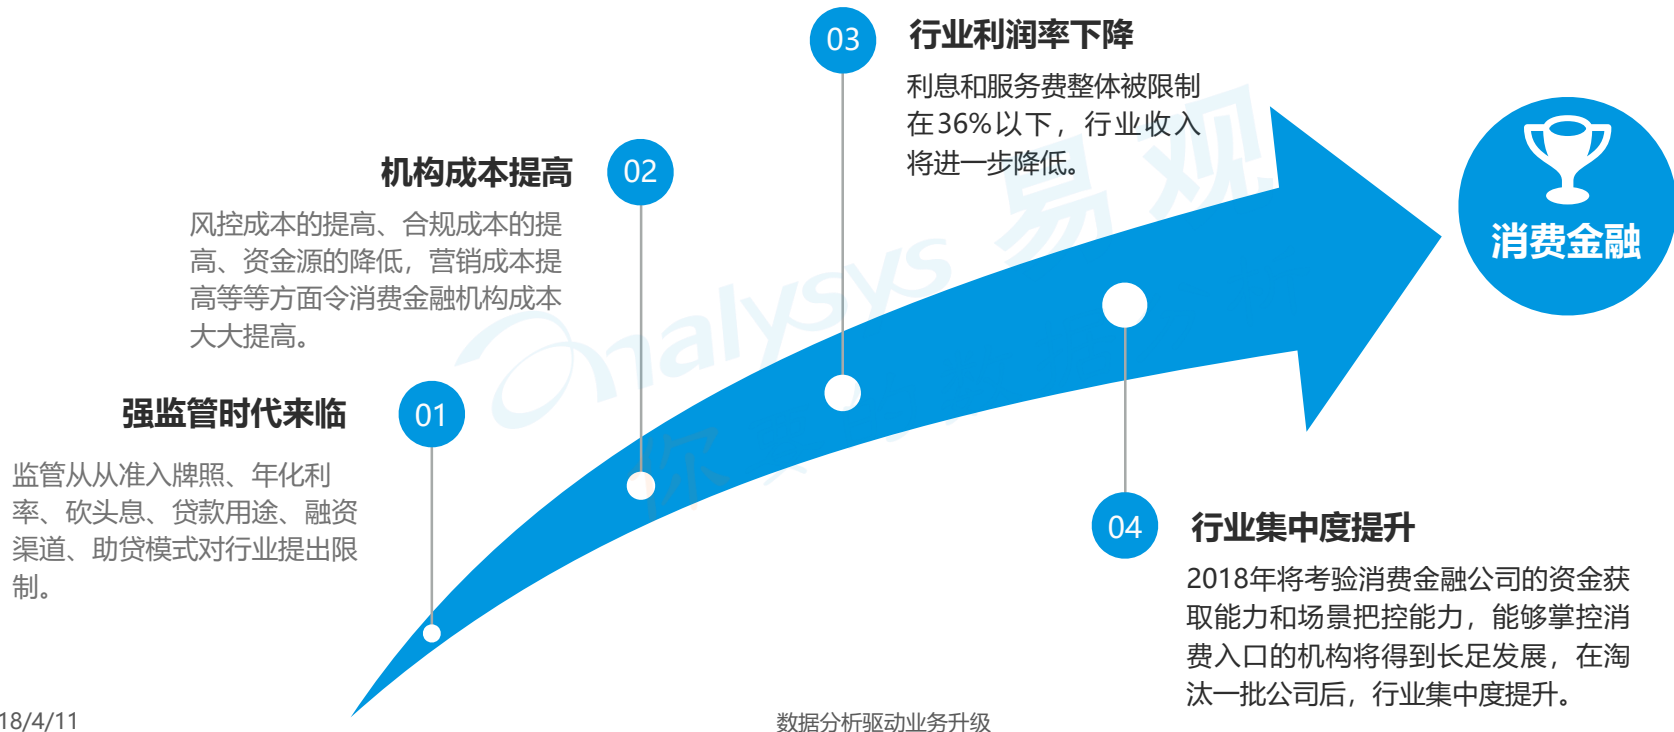 03
行业利润率下降
利息和服务费整体被限制
在36%以下，行业收入
将进一步降低。
02
机构成本提高
风控成本的提高、合规成本的提
高、资金源的降低，营销成本提
高等等方面令消费金融机构成本
大大提高。
消费金融
01
强监管时代来临
监管从从准入牌照、年化利
率、砍头息、贷款用途、融资
渠道、助贷模式对行业提出限
制。
04
行业集中度提升
2018年将考验消费金融公司的资金获
取能力和场景把控能力，能够掌控消
费入口的机构将得到长足发展，在淘
汰一批公司后，行业集中度提升。
analysys 易观
18/4/11
数据分析驱动业务升级